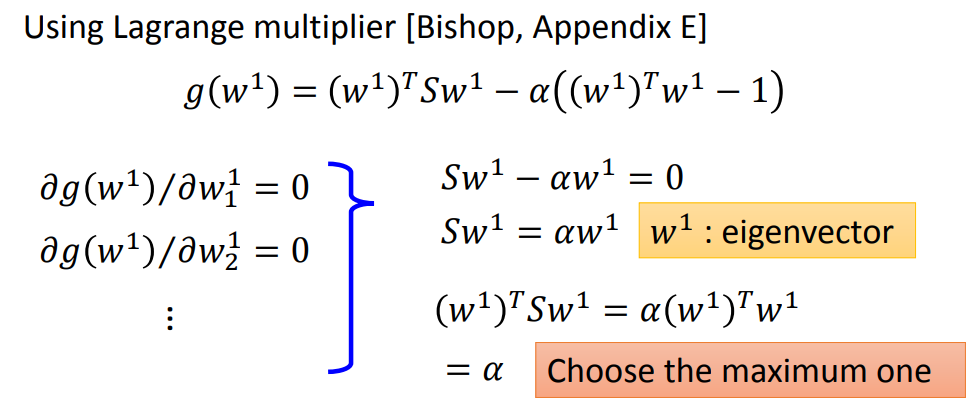 Using Lagrange multiplier [Bishop, Appendix E]
g(w¹) = (w¹)ᵀSw¹ − α((w¹)ᵀw¹ − 1)
∂g(w¹)/∂w₁¹ = 0
∂g(w¹)/∂w₂¹ = 0
⋮
Sw¹ − αw¹ = 0
Sw¹ = αw¹ w¹ : eigenvector
(w¹)ᵀSw¹ = α(w¹)ᵀw¹
= α Choose the maximum one